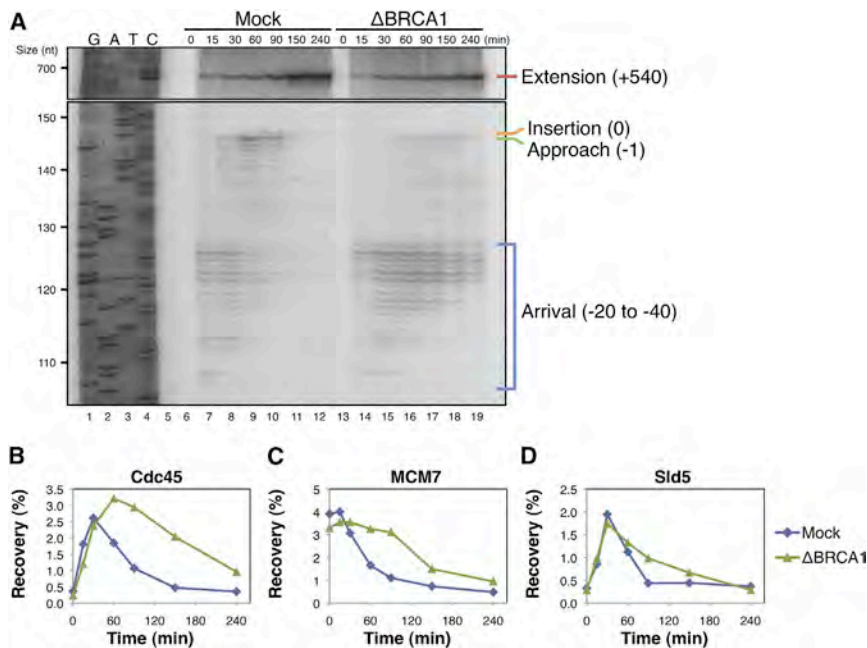 A
Mock
ΔBRCA1
G A T C
0 15 30 60 90 150 240 0 15 30 60 90 150 240 (min)
Size (nt)
700
Extension (+540)
150
Insertion (0)
Approach (-1)
140
130
120
Arrival (-20 to -40)
110
1 2 3 4 5 6 7 8 9 10 11 12 13 14 15 16 17 18 19
B
Cdc45
Recovery (%)
3.5
3.0
2.5
2.0
1.5
1.0
0.5
0.0
0 60 120 180 240
Time (min)
C
MCM7
Recovery (%)
5
4
3
2
1
0
0 60 120 180 240
Time (min)
D
Sld5
Recovery (%)
2.5
2.0
1.5
1.0
0.5
0.0
0 60 120 180 240
Time (min)
Mock
ΔBRCA1